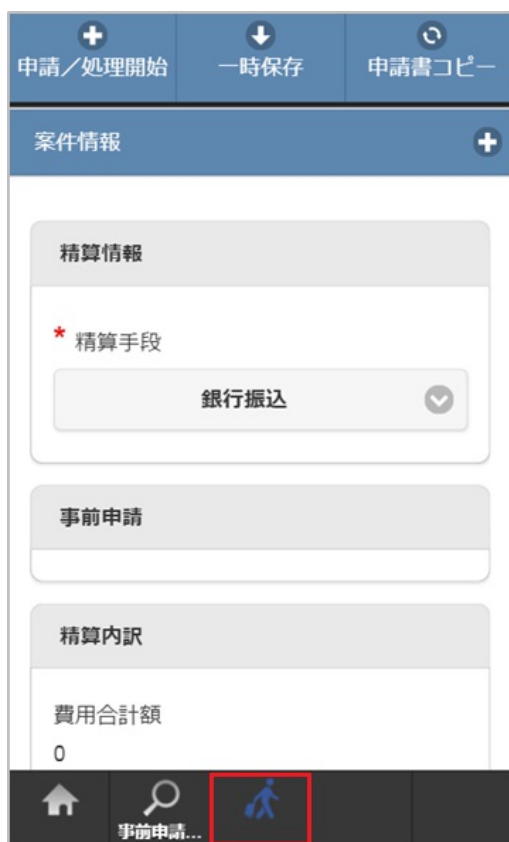 申請／処理開始
一時保存
申請書コピー
案件情報
精算情報
* 精算手段
銀行振込
事前申請
精算内訳
費用合計額
0
事前申請...